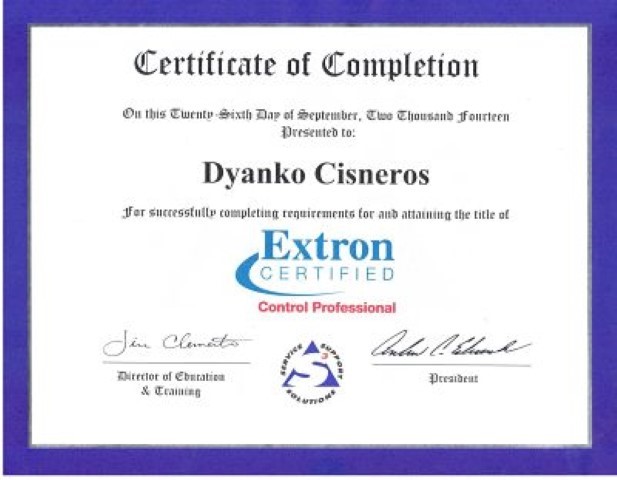 Certificate of Completion
On this Twenty-Sixth Day of September, Two Thousand Fourteen
Presented to:
Dyanko Cisneros
For successfully completing requirements for and attaining the title of
Extron
CERTIFIED
Control Professional
Jim Clements
Director of Education
& Training
SERVICE SUPPORT
SOLUTIONS
President